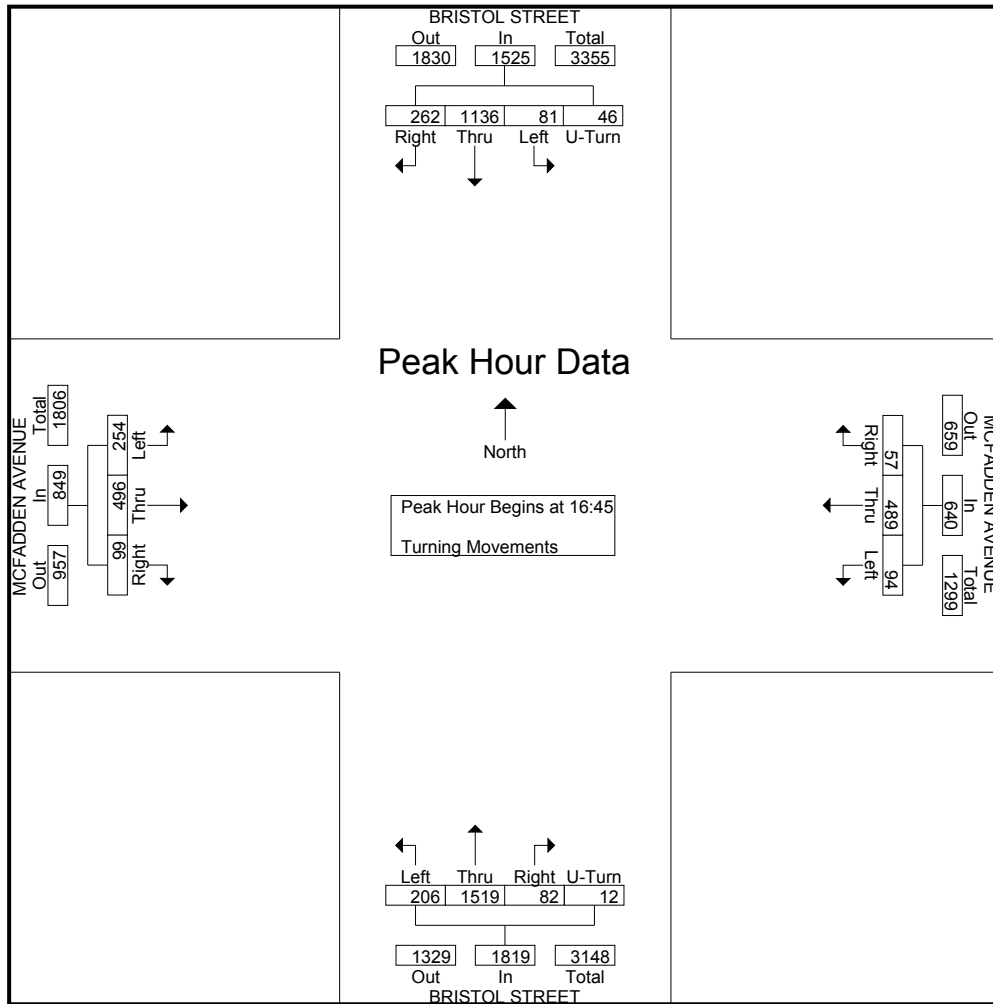 BRISTOL STREET
Out In Total
1830 1525 3355
262 1136 81 46
Right Thru Left U-Turn
Peak Hour Data
North
Peak Hour Begins at 16:45
Turning Movements
MCFADDEN AVENUE
Out In Total
957 849 1806
99 496 254
Right Thru Left
MCFADDEN AVENUE
Out In Total
659 640 1299
57 489 94
Right Thru Left
Left Thru Right U-Turn
206 1519 82 12
1329 1819 3148
Out In Total
BRISTOL STREET